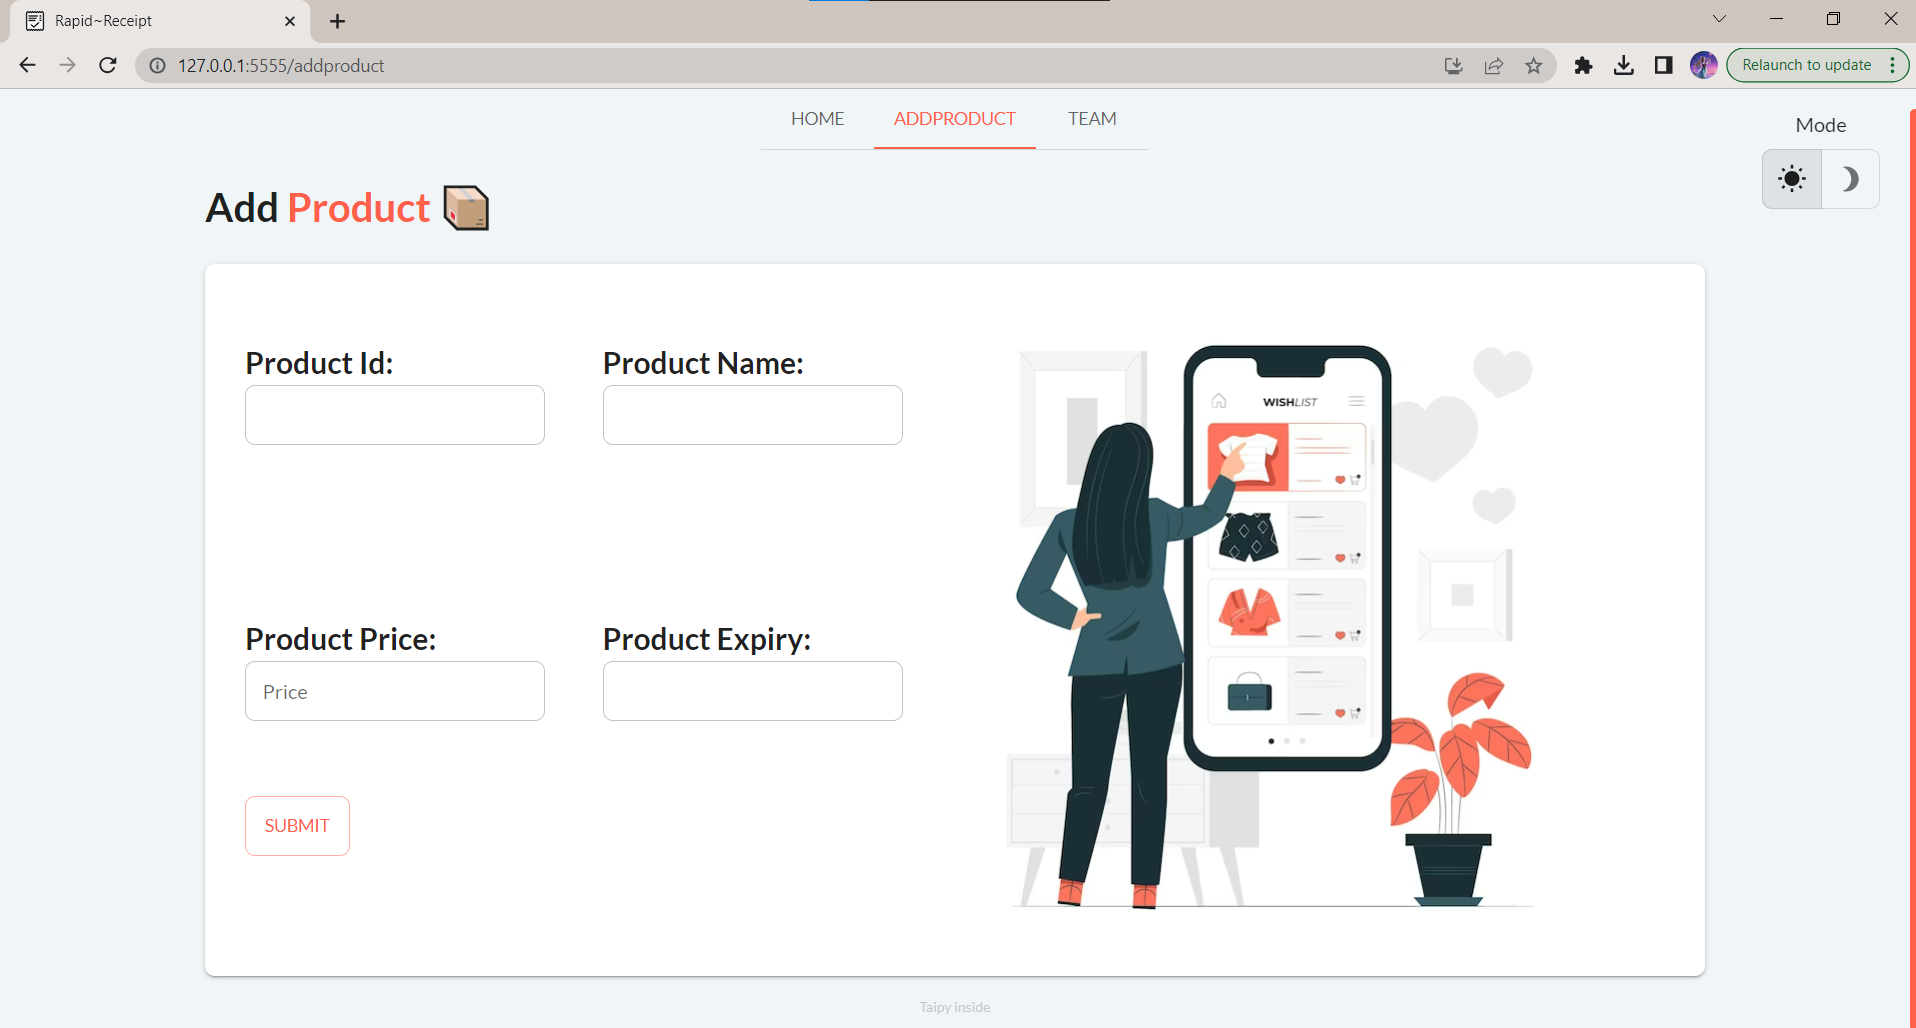 Rapid~Receipt
127.0.0.1:5555/addproduct
Relaunch to update
HOME
ADDPRODUCT
TEAM
Mode
Add Product
Product Id:
Product Name:
WISHLIST
Product Price:
Product Expiry:
Price
SUBMIT
Taipy inside